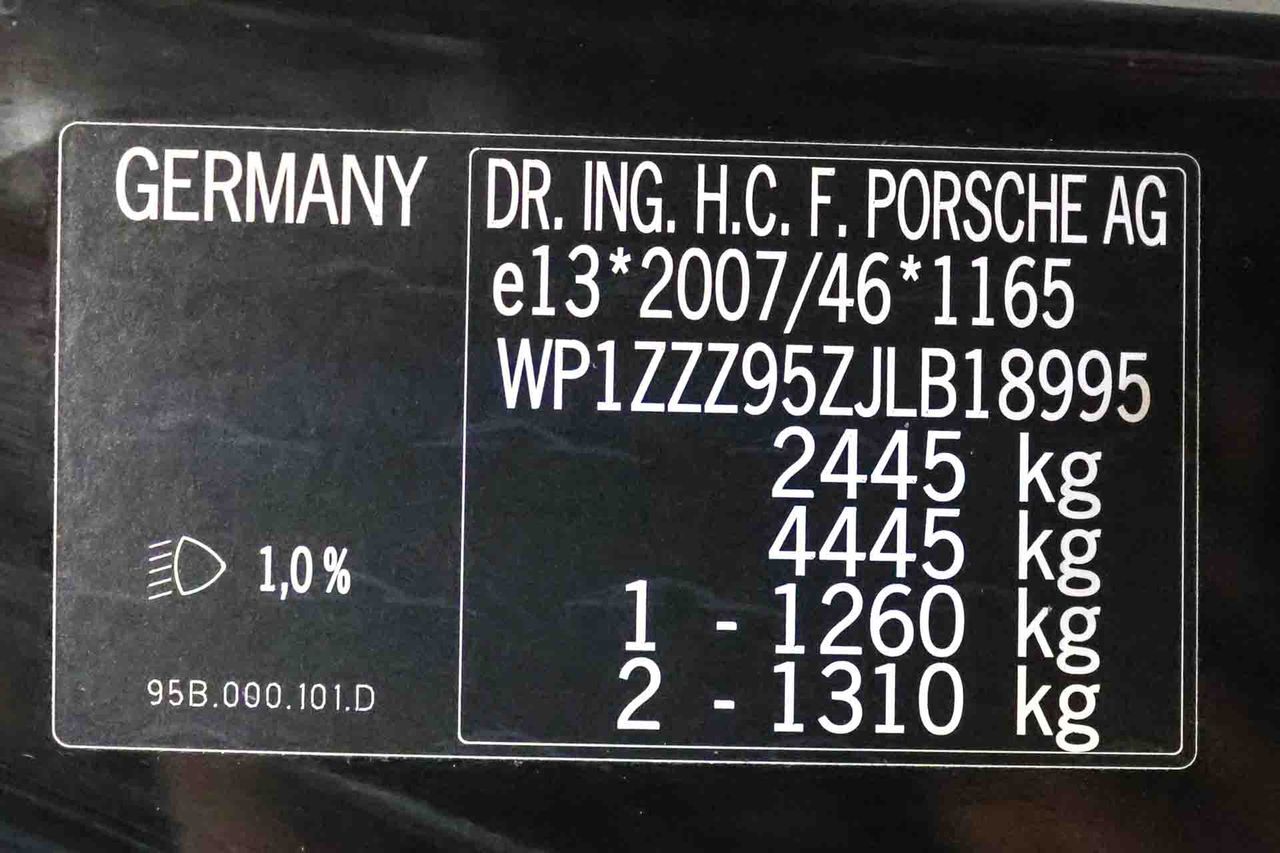 GERMANY
DR. ING. H.C. F. PORSCHE AG
e13*2007/46*1165
WP1ZZZ95ZJLB18995
2445 kg
4445 kg
1 - 1260 kg
2 - 1310 kg
1,0 %
95B.000.101.D